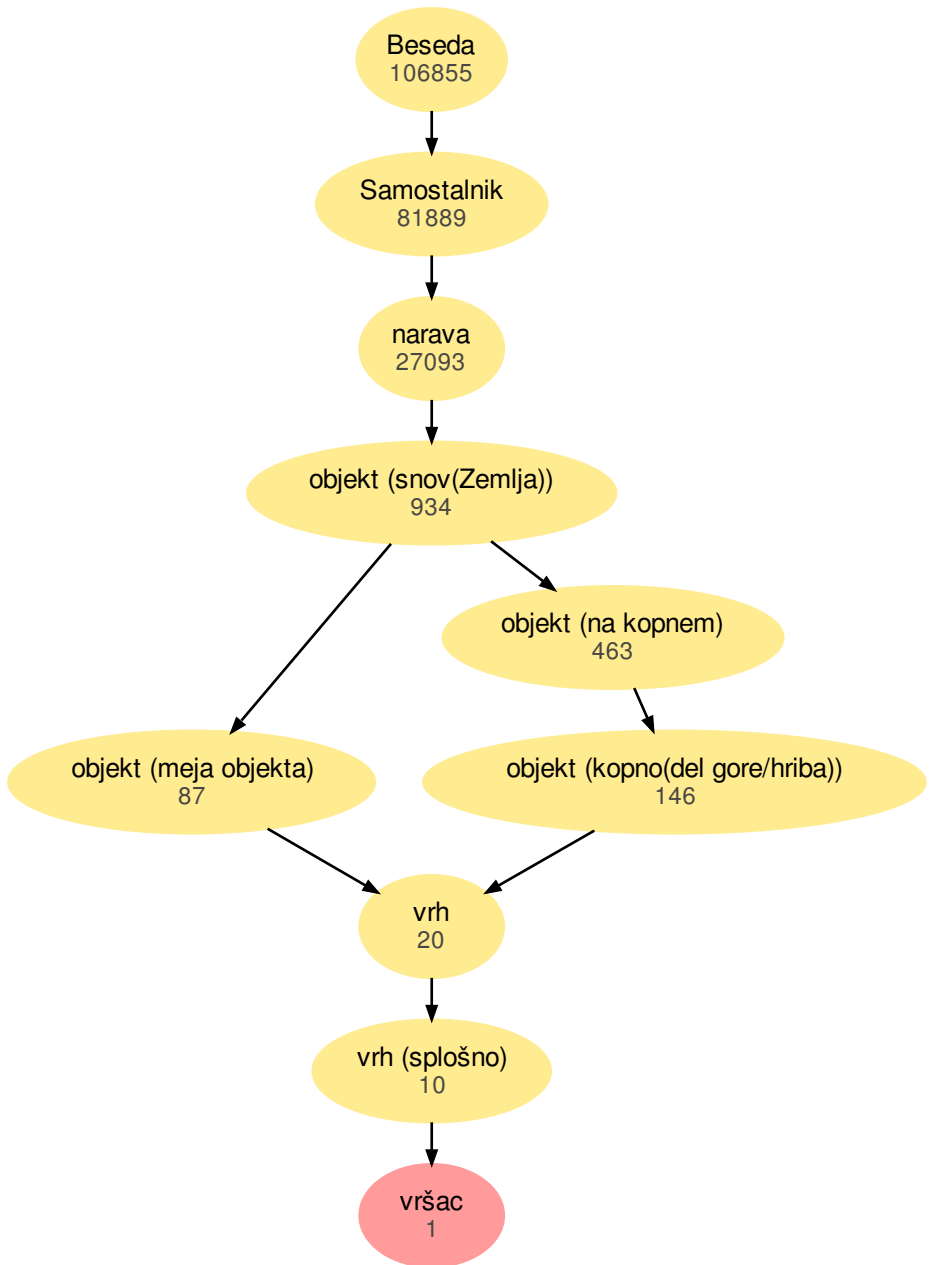 Beseda
106855
Samostalnik
81889
narava
27093
objekt (snov(Zemlja))
934
objekt (na kopnem)
463
objekt (meja objekta)
87
objekt (kopno(del gore/hriba))
146
vrh
20
vrh (splošno)
10
vršac
1